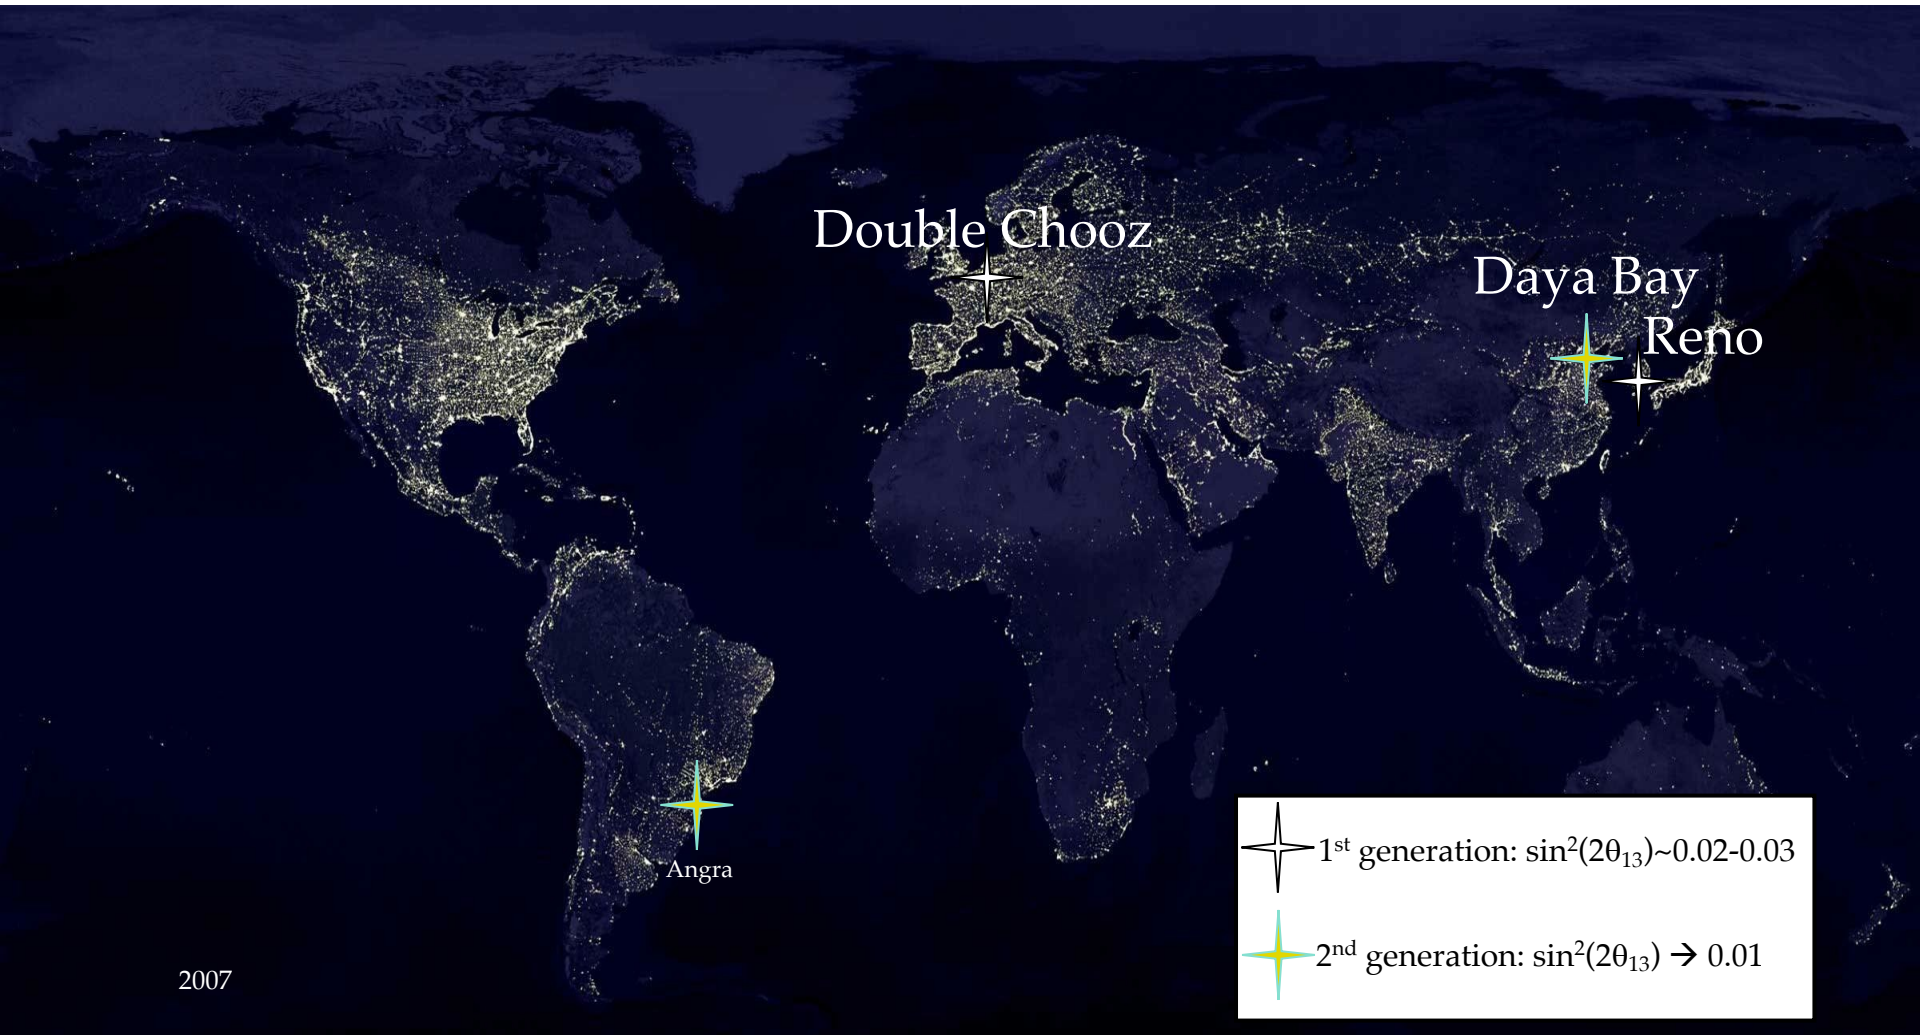 Double Chooz
Daya Bay
Reno
Angra
1st generation: sin²(2θ₁₃)~0.02-0.03
2nd generation: sin²(2θ₁₃) → 0.01
2007